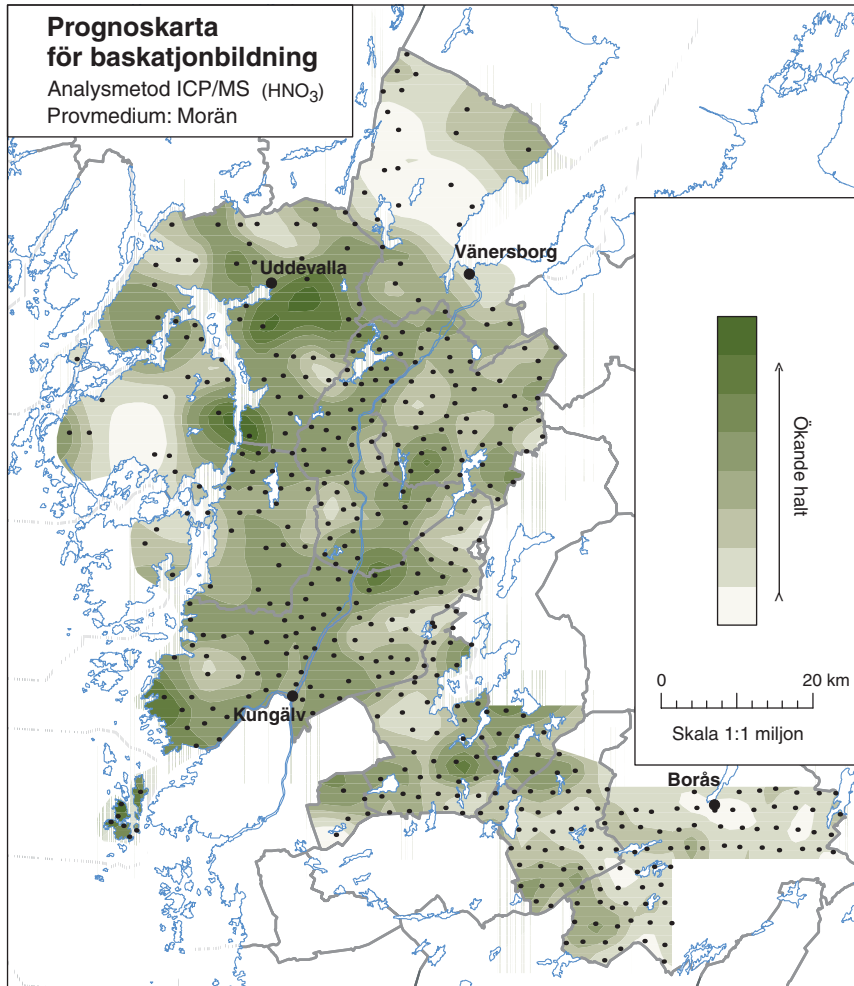 Prognoskarta
för baskatjonbildning
Analysmetod ICP/MS (HNO3)
Provmedium: Morän
Uddevalla
Vänersborg
Ökande halt
0 20 km
Skala 1:1 miljon
Kungälv
Borås